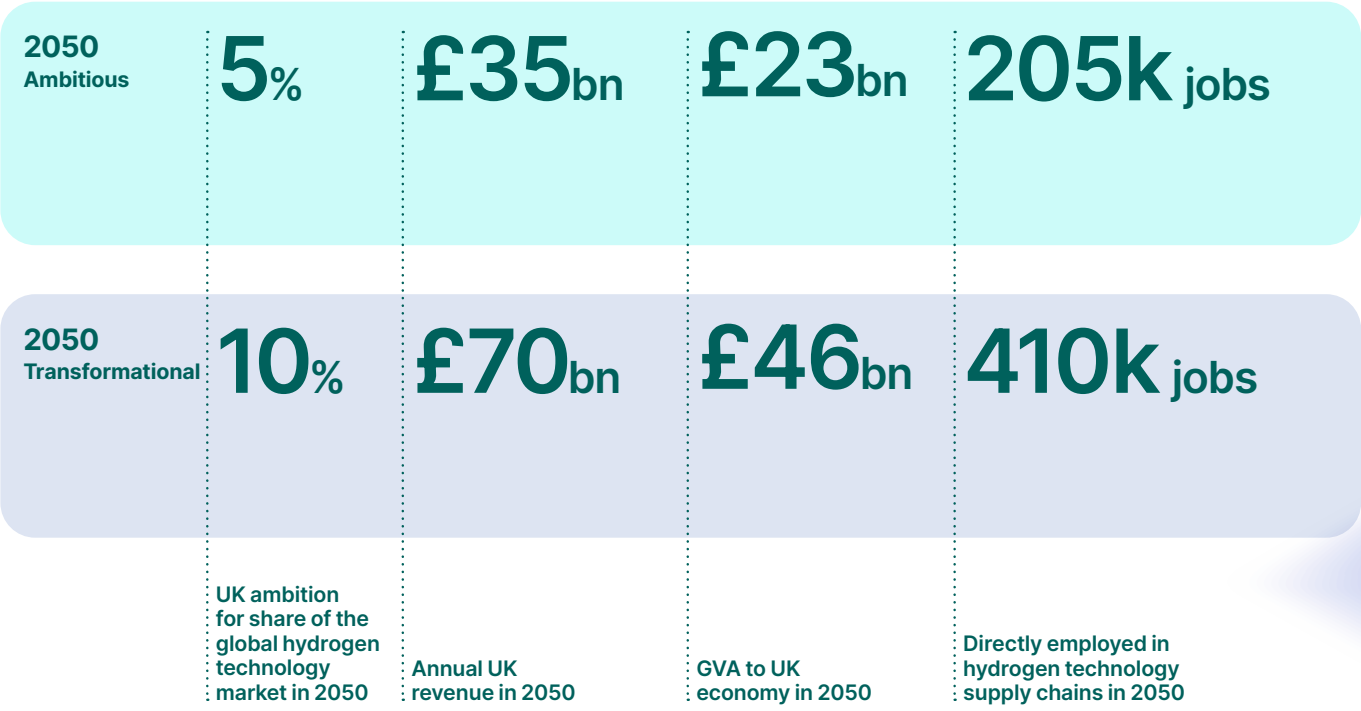 2050
Ambitious
5%
£35bn
£23bn
205k jobs
2050
Transformational
10%
£70bn
£46bn
410k jobs
UK ambition
for share of the
global hydrogen
technology
market in 2050
Annual UK
revenue in 2050
GVA to UK
economy in 2050
Directly employed in
hydrogen technology
supply chains in 2050